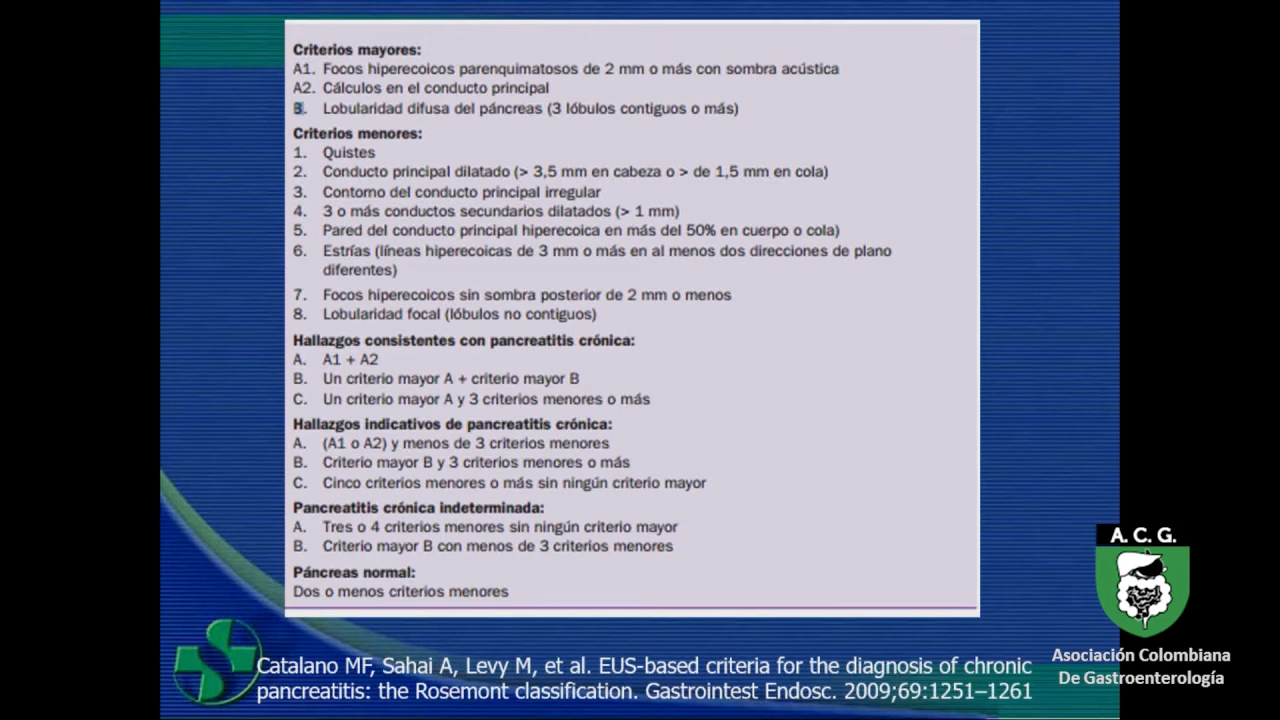 Criterios mayores:
A1. Focos hiperecoicos parenquimatosos de 2 mm o más con sombra acústica
A2. Cálculos en el conducto principal
B. Lobularidad difusa del páncreas (3 lóbulos contiguos o más)
Criterios menores:
1. Quistes
2. Conducto principal dilatado (> 3,5 mm en cabeza o > de 1,5 mm en cola)
3. Contorno del conducto principal irregular
4. 3 o más conductos secundarios dilatados (> 1 mm)
5. Pared del conducto principal hiperecoica en más del 50% en cuerpo o cola)
6. Estrías (líneas hiperecoicas de 3 mm o más en al menos dos direcciones de plano
diferentes)
7. Focos hiperecoicos sin sombra posterior de 2 mm o menos
8. Lobularidad focal (lóbulos no contiguos)
Hallazgos consistentes con pancreatitis crónica:
A. A1 + A2
B. Un criterio mayor A + criterio mayor B
C. Un criterio mayor A y 3 criterios menores o más
Hallazgos indicativos de pancreatitis crónica:
A. (A1 o A2) y menos de 3 criterios menores
B. Criterio mayor B y 3 criterios menores o más
C. Cinco criterios menores o más sin ningún criterio mayor
Pancreatitis crónica indeterminada:
A. Tres o 4 criterios menores sin ningún criterio mayor
B. Criterio mayor B con menos de 3 criterios menores
Páncreas normal:
Dos o menos criterios menores
Catalano MF, Sahai A, Levy M, et al. EUS-based criteria for the diagnosis of chronic
pancreatitis: the Rosemont classification. Gastrointest Endosc. 2009;69:1251–1261
A. C. G.
Asociación Colombiana
De Gastroenterología